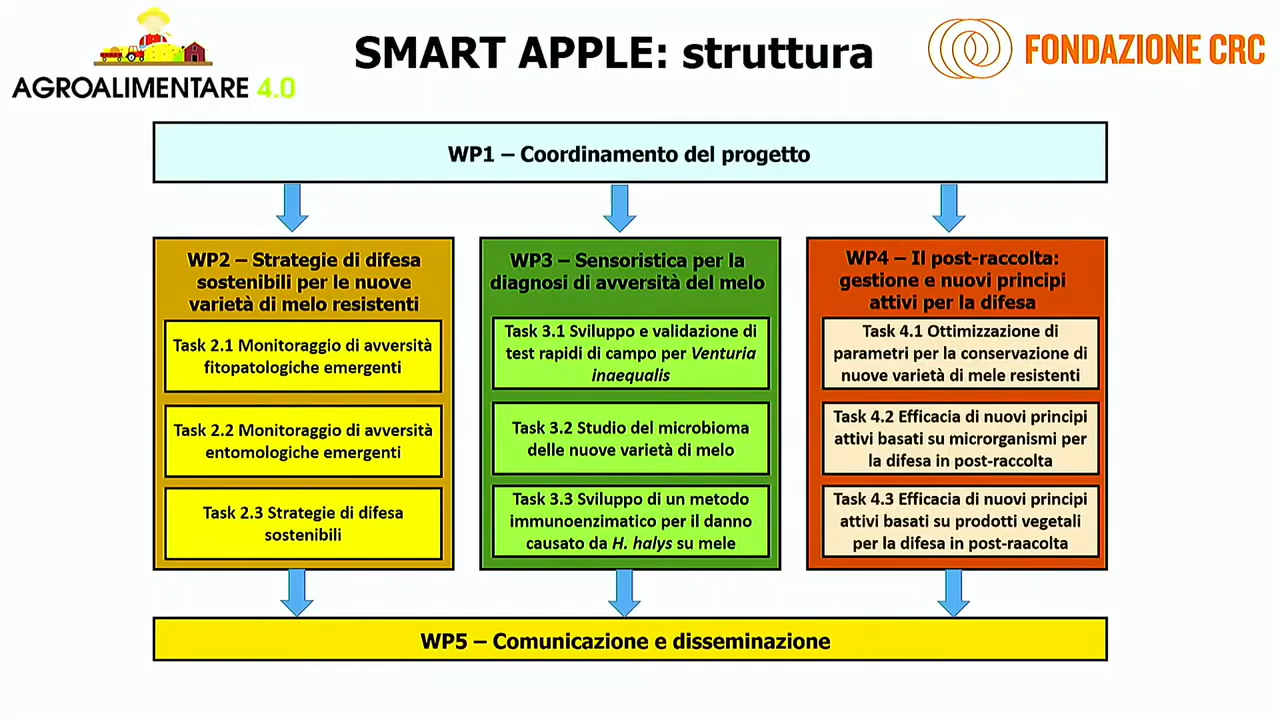 AGROALIMENTARE 4.0
SMART APPLE: struttura
FONDAZIONE CRC
WP1 – Coordinamento del progetto
WP2 – Strategie di difesa
sostenibili per le nuove
varietà di melo resistenti
Task 2.1 Monitoraggio di avversità
fitopatologiche emergenti
Task 2.2 Monitoraggio di avversità
entomologiche emergenti
Task 2.3 Strategie di difesa
sostenibili
WP3 – Sensoristica per la
diagnosi di avversità del melo
Task 3.1 Sviluppo e validazione di
test rapidi di campo per Venturia
inaequalis
Task 3.2 Studio del microbioma
delle nuove varietà di melo
Task 3.3 Sviluppo di un metodo
immunoenzimatico per il danno
causato da H. halys su mele
WP4 – Il post-raccolta:
gestione e nuovi principi
attivi per la difesa
Task 4.1 Ottimizzazione di
parametri per la conservazione di
nuove varietà di mele resistenti
Task 4.2 Efficacia di nuovi principi
attivi basati su microrganismi per
la difesa in post-raccolta
Task 4.3 Efficacia di nuovi principi
attivi basati su prodotti vegetali
per la difesa in post-raacolta
WP5 – Comunicazione e disseminazione